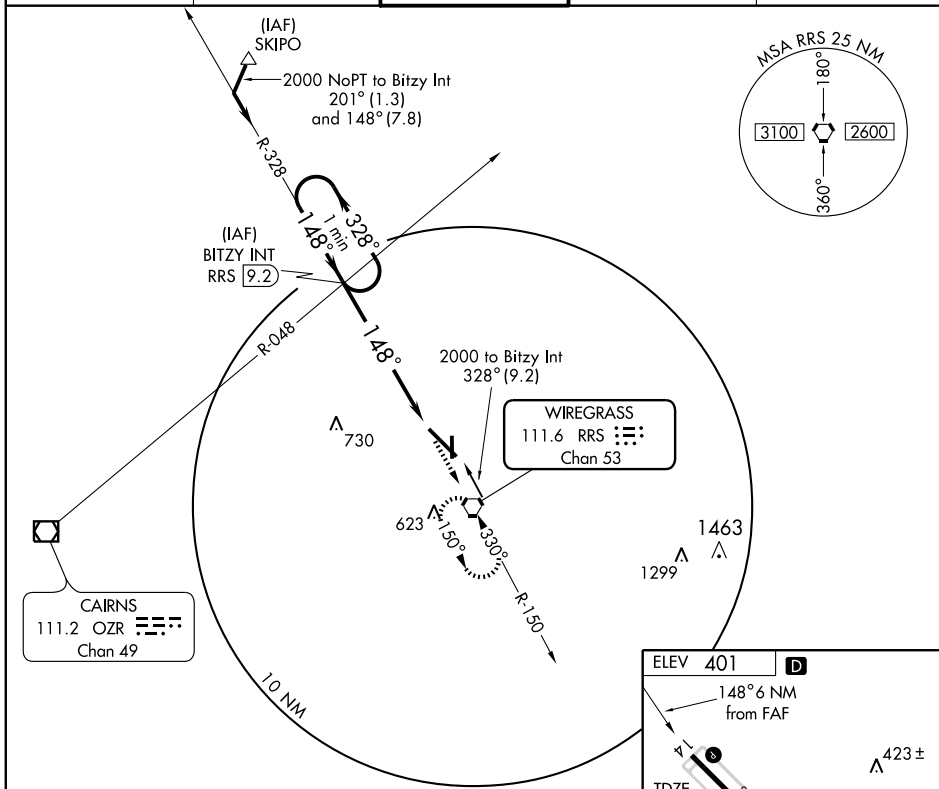 (IAF)
SKIPO
2000 NoPT to Bitzy Int
201° (1.3)
and 148° (7.8)
R-328
MSA RRS 25 NM
180°
3100
2600
360°
(IAF)
BITZY INT
RRS 9.2
148°
1 min
328°
R-048
148°
2000 to Bitzy Int
328° (9.2)
WIREGRASS
111.6 RRS
Chan 53
730
623
150°
330°
R-150
1463
1299
CAIRNS
111.2 OZR
Chan 49
10 NM
ELEV 401
D
148° 6 NM
from FAF
14
P
423 ±